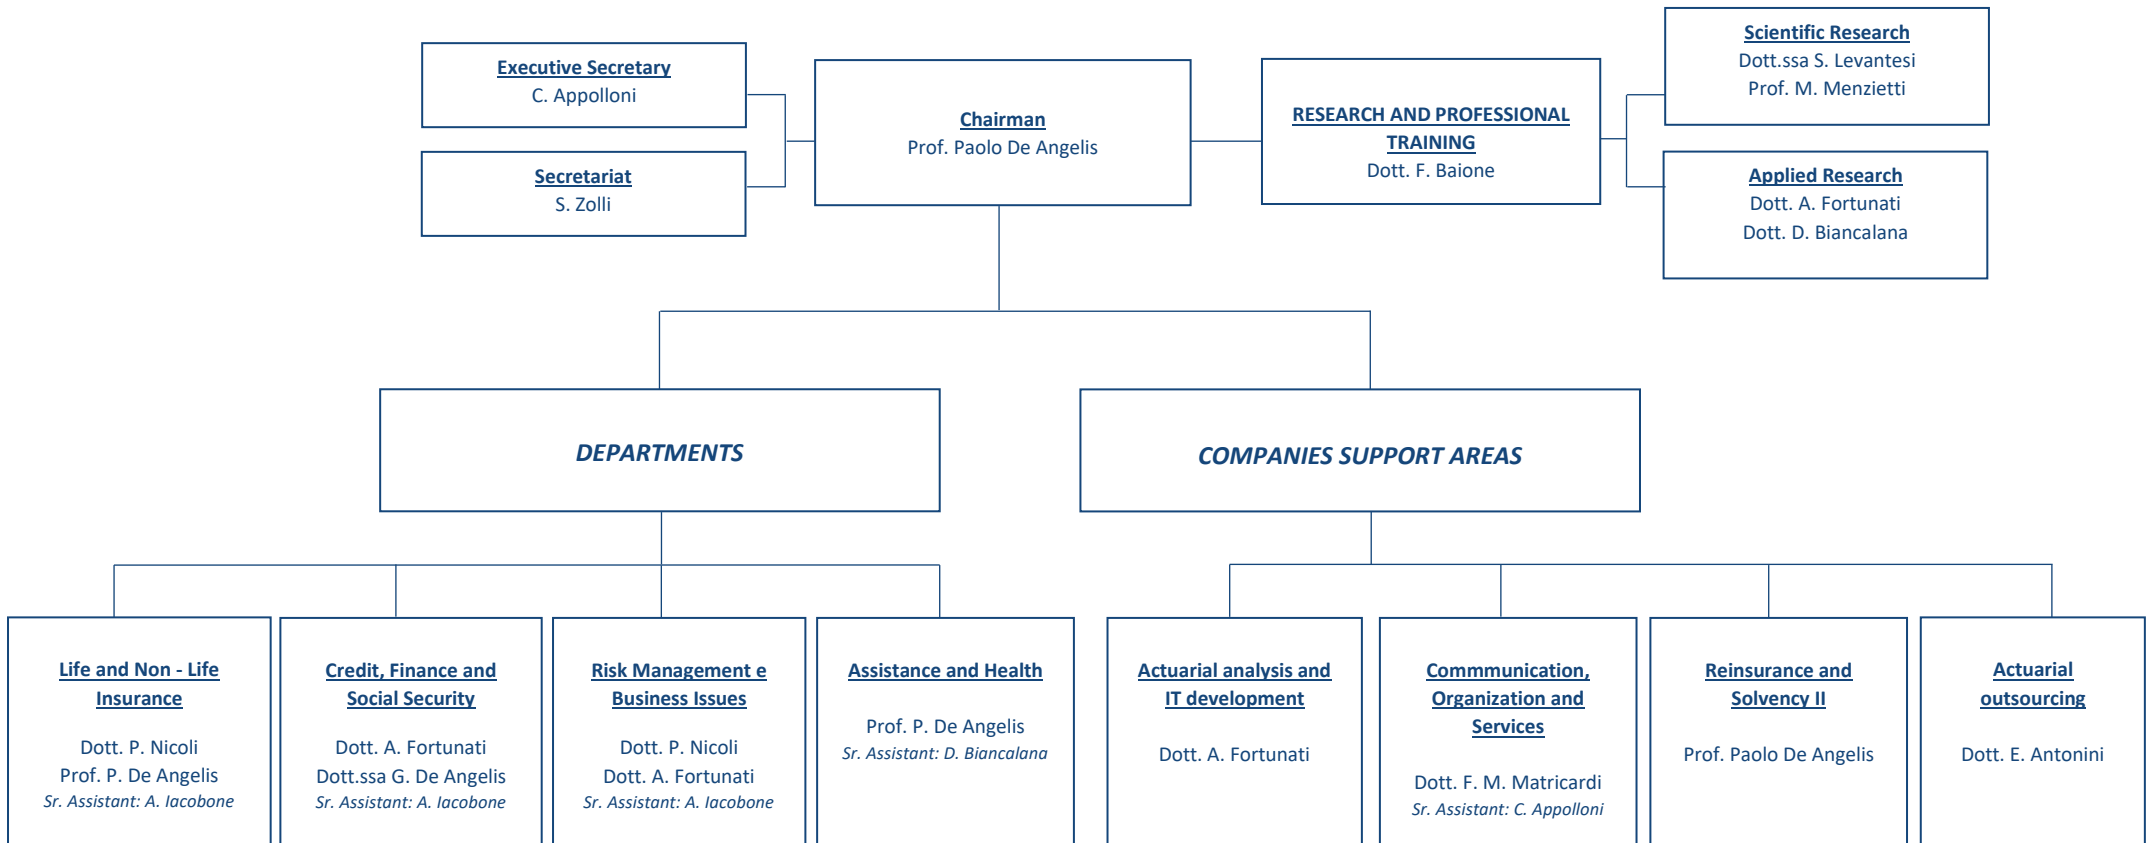 Executive Secretary
C. Appolloni
Secretariat
S. Zolli
Chairman
Prof. Paolo De Angelis
RESEARCH AND PROFESSIONAL
TRAINING
Dott. F. Baione
Scientific Research
Dott.ssa S. Levantesi
Prof. M. Menzietti
Applied Research
Dott. A. Fortunati
Dott. D. Biancalana
DEPARTMENTS
COMPANIES SUPPORT AREAS
Life and Non - Life
Insurance
Dott. P. Nicoli
Prof. P. De Angelis
Sr. Assistant: A. Iacobone
Credit, Finance and
Social Security
Dott. A. Fortunati
Dott.ssa G. De Angelis
Sr. Assistant: A. Iacobone
Risk Management e
Business Issues
Dott. P. Nicoli
Dott. A. Fortunati
Sr. Assistant: A. Iacobone
Assistance and Health
Prof. P. De Angelis
Sr. Assistant: D. Biancalana
Actuarial analysis and
IT development
Dott. A. Fortunati
Commmunication,
Organization and
Services
Dott. F. M. Matricardi
Sr. Assistant: C. Appolloni
Reinsurance and
Solvency II
Prof. Paolo De Angelis
Actuarial
outsourcing
Dott. E. Antonini